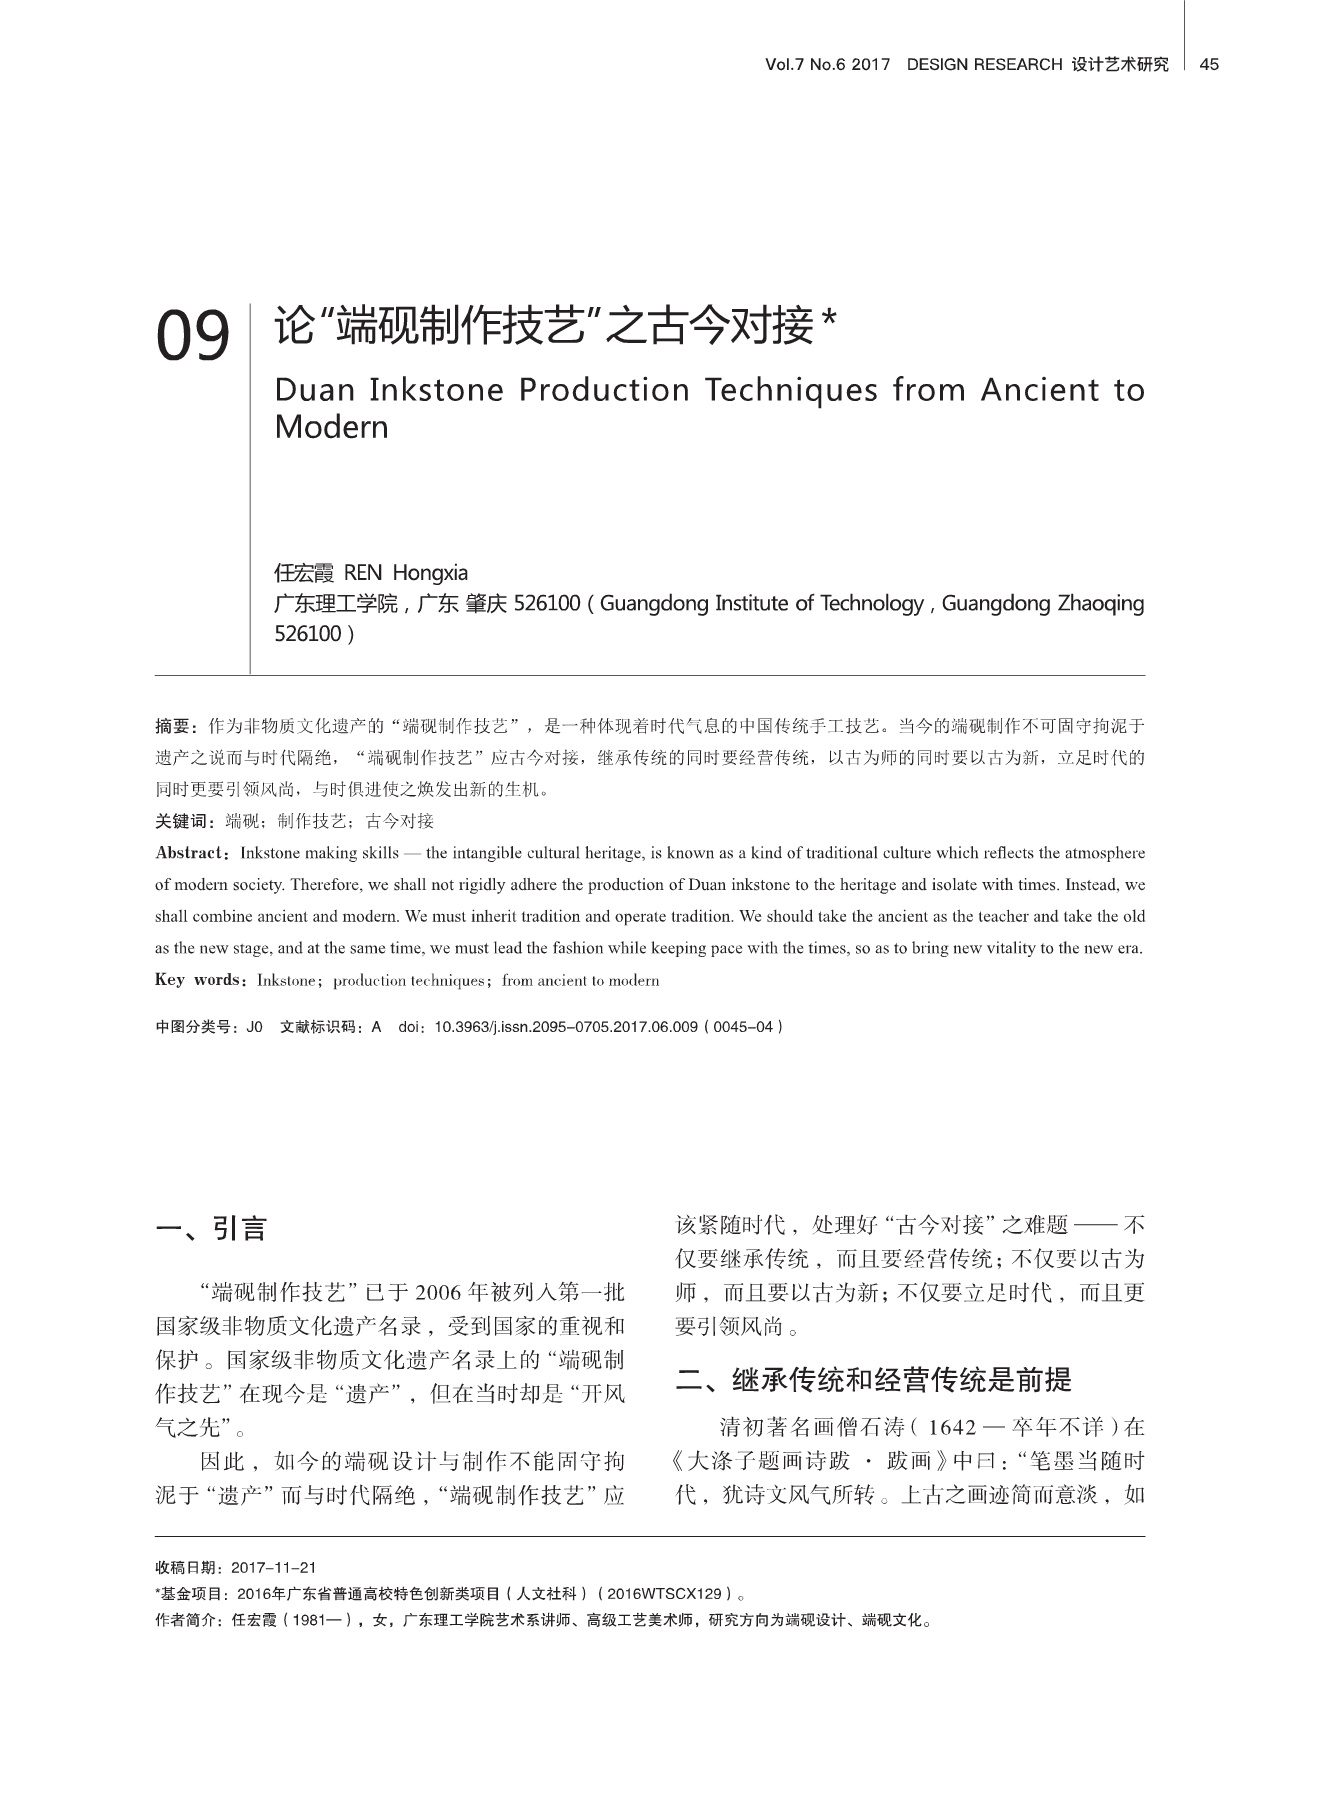 Vol.7 No.6 2017 DESIGN RESEARCH 设计艺术研究 45
09
论“端砚制作技艺”之古今对接*
Duan Inkstone Production Techniques from Ancient to
Modern
任宏霞 REN Hongxia
广东理工学院，广东 肇庆 526100（Guangdong Institute of Technology，Guangdong Zhaoqing
526100）
摘要：作为非物质文化遗产的“端砚制作技艺”，是一种体现着时代气息的中国传统手工技艺。当今的端砚制作不可固守拘泥于
遗产之说而与时代隔绝，“端砚制作技艺”应古今对接，继承传统的同时要经营传统，以古为师的同时要以古为新，立足时代的
同时更要引领风尚，与时俱进使之焕发出新的生机。
关键词：端砚；制作技艺；古今对接
Abstract：Inkstone making skills — the intangible cultural heritage, is known as a kind of traditional culture which reflects the atmosphere
of modern society. Therefore, we shall not rigidly adhere the production of Duan inkstone to the heritage and isolate with times. Instead, we
shall combine ancient and modern. We must inherit tradition and operate tradition. We should take the ancient as the teacher and take the old
as the new stage, and at the same time, we must lead the fashion while keeping pace with the times, so as to bring new vitality to the new era.
Key words：Inkstone；production techniques；from ancient to modern
中图分类号：J0 文献标识码：A doi：10.3963/j.issn.2095-0705.2017.06.009（0045-04）
一、引言
“端砚制作技艺”已于 2006 年被列入第一批
国家级非物质文化遗产名录，受到国家的重视和
保护。国家级非物质文化遗产名录上的“端砚制
作技艺”在现今是“遗产”，但在当时却是“开风
气之先”。
因此，如今的端砚设计与制作不能固守拘
泥于“遗产”而与时代隔绝，“端砚制作技艺”应
该紧随时代，处理好“古今对接”之难题——不
仅要继承传统，而且要经营传统；不仅要以古为
师，而且要以古为新；不仅要立足时代，而且更
要引领风尚。
二、继承传统和经营传统是前提
清初著名画僧石涛（1642 — 卒年不详）在
《大涤子题画诗跋 · 跋画》中曰：“笔墨当随时
代，犹诗文风气所转。上古之画迹简而意淡，如
收稿日期：2017-11-21
*基金项目：2016年广东省普通高校特色创新类项目（人文社科）（2016WTSCX129）。
作者简介：任宏霞（1981—），女，广东理工学院艺术系讲师、高级工艺美术师，研究方向为端砚设计、端砚文化。